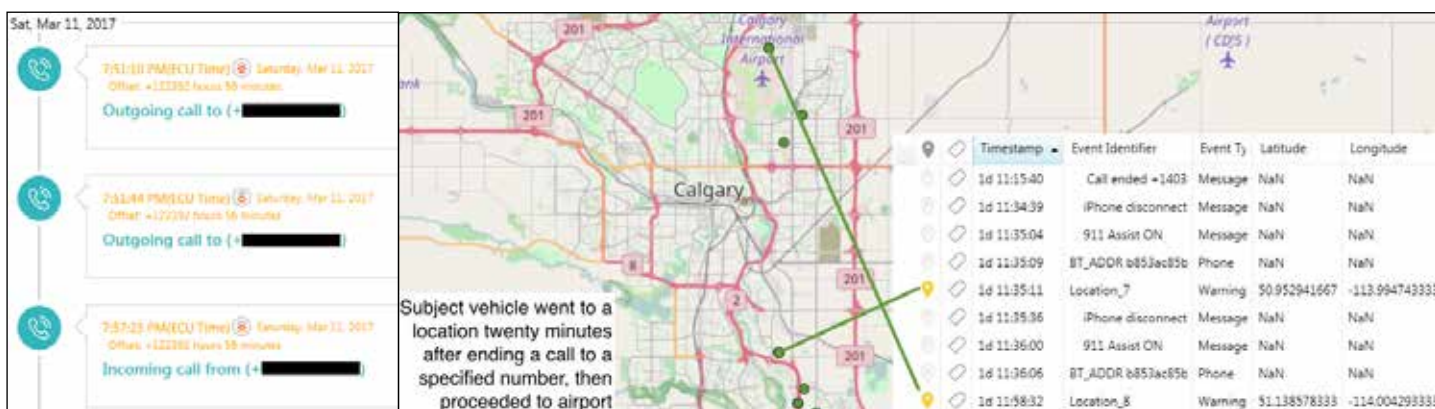 Sat, Mar 11, 2017
7:51:10 PM(ECU Time) Saturday, Mar 11, 2017
Offset: +122392 hours 56 minutes
Outgoing call to (+
7:51:44 PM(ECU Time) Saturday, Mar 11, 2017
Offset: +122392 hours 56 minutes
Outgoing call to (+
7:57:23 PM(ECU Time) Saturday, Mar 11, 2017
Offset: +122392 hours 56 minutes
Incoming call from (+
201
Calgary
International
Airport
Airport
(CD'S)
201
201
Calgary
8
201
2
201
Subject vehicle went to a
location twenty minutes
after ending a call to a
specified number, then
proceeded to airport
Timestamp Event Identifier Event Ty Latitude Longitude
1d 11:15:40 Call ended +1403 Message NaN NaN
1d 11:34:39 iPhone disconnect Message NaN NaN
1d 11:35:04 911 Assist ON Message NaN NaN
1d 11:35:09 BT_ADDR b853ac85b Phone NaN NaN
1d 11:35:11 Location_7 Warning 50.952941667 -113.994743333
1d 11:35:36 iPhone disconnect Message NaN NaN
1d 11:36:00 911 Assist ON Message NaN NaN
1d 11:36:06 BT_ADDR b853ac85b Phone NaN NaN
1d 11:58:32 Location_8 Warning 51.138578333 -114.004293333